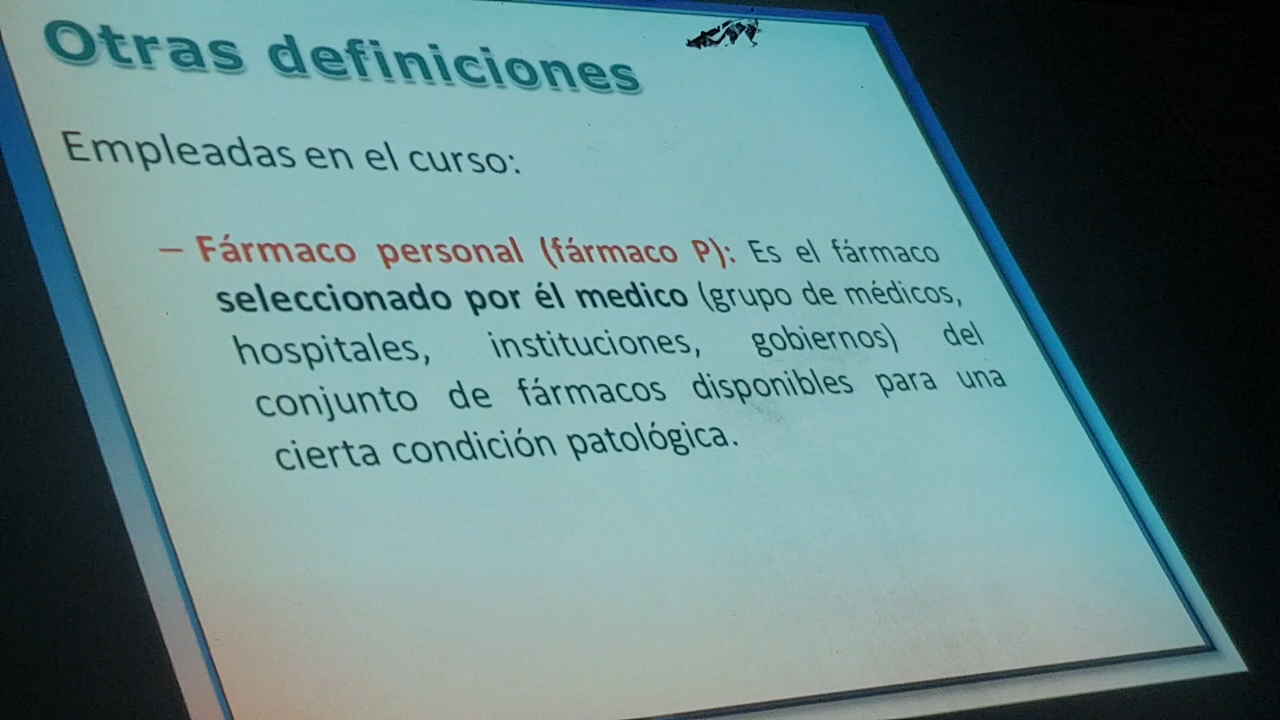 Otras definiciones
Empleadas en el curso:
– Fármaco personal (fármaco P): Es el fármaco
seleccionado por él medico (grupo de médicos,
hospitales, instituciones, gobiernos) del
conjunto de fármacos disponibles para una
cierta condición patológica.